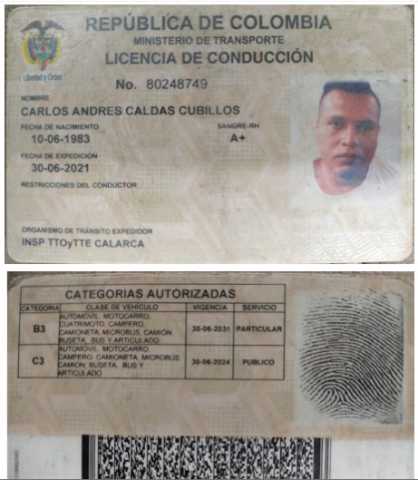 REPÚBLICA DE COLOMBIA
MINISTERIO DE TRANSPORTE
LICENCIA DE CONDUCCIÓN
Libertad y Orden
No. 80248749
NOMBRE
CARLOS ANDRES CALDAS CUBILLOS
FECHA DE NACIMIENTO SANGRE-RH
10-06-1983 A+
FECHA DE EXPEDICIÓN
30-06-2021
RESTRICCIONES DEL CONDUCTOR
ORGANISMO DE TRÁNSITO EXPEDIDOR
INSP TTOyTTE CALARCA
CATEGORIAS AUTORIZADAS
CATEGORIA CLASE DE VEHÍCULO VIGENCIA SERVICIO
AUTOMOVIL, MOTOCARRO,
CUATRIMOTO, CAMPERO,
B3 CAMIONETA, MICROBUS, CAMIÓN 30-06-2031 PARTICULAR
BUSETA, BUS Y ARTICULADO
AUTOMOVIL, MOTOCARRO
C3 CAMPERO, CAMIONETA, MICROBUS 30-06-2024 PÚBLICO
CAMION, BUSETA, BUS Y
ARTICULADO